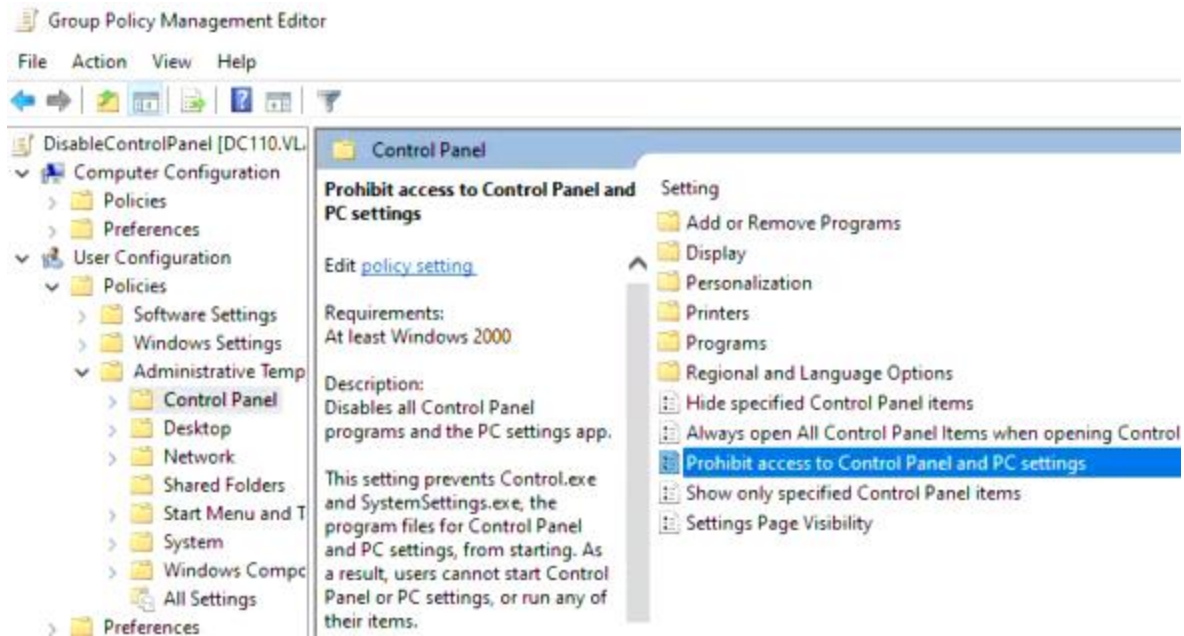 Group Policy Management Editor
File Action View Help
DisableControlPanel [DC110.VL
Computer Configuration
Policies
Preferences
User Configuration
Policies
Software Settings
Windows Settings
Administrative Temp
Control Panel
Desktop
Network
Shared Folders
Start Menu and T
System
Windows Compc
All Settings
Preferences
Control Panel
Prohibit access to Control Panel and
PC settings
Edit policy setting
Requirements:
At least Windows 2000
Description:
Disables all Control Panel
programs and the PC settings app.
This setting prevents Control.exe
and SystemSettings.exe, the
program files for Control Panel
and PC settings, from starting. As
a result, users cannot start Control
Panel or PC settings, or run any of
their items.
Setting
Add or Remove Programs
Display
Personalization
Printers
Programs
Regional and Language Options
Hide specified Control Panel items
Always open All Control Panel Items when opening Control
Prohibit access to Control Panel and PC settings
Show only specified Control Panel items
Settings Page Visibility